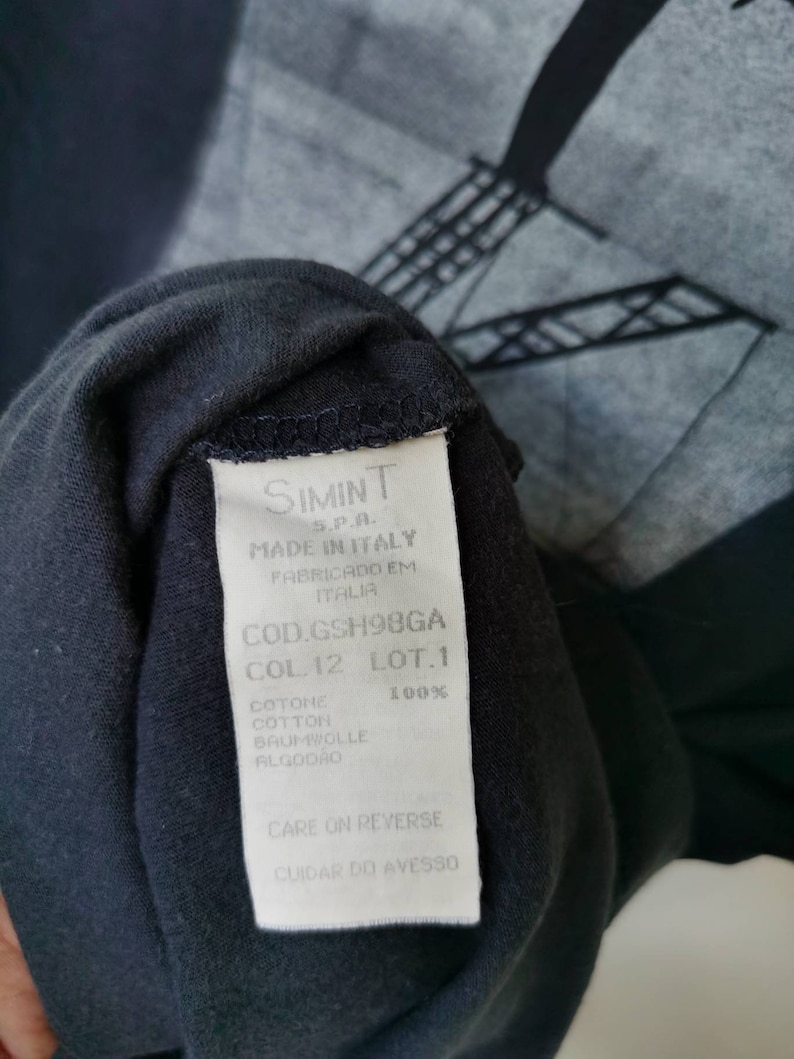 SIMINT
S.P.A.
MADE IN ITALY
FABRICADO EM
ITALIA
COD.GSH98GA
COL.12 LOT.1
COTONE 100%
COTTON
BAUMWOLLE
ALGODÃO
CARE ON REVERSE
CUIDAR DO AVESSO